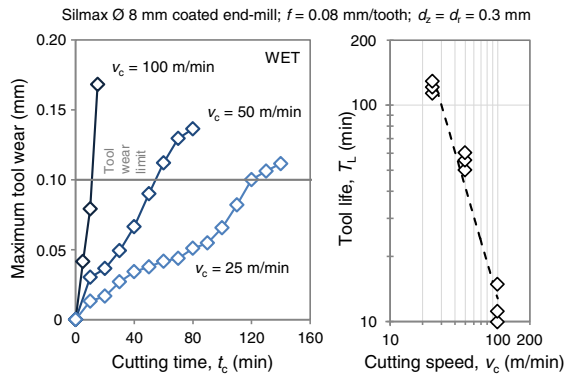 Silmax Ø 8 mm coated end-mill; f = 0.08 mm/tooth; dz = dr = 0.3 mm
Maximum tool wear (mm)
0.20
0.15
0.10
0.05
0
0
40
80
120
160
Cutting time, tc (min)
WET
vc = 100 m/min
vc = 50 m/min
Tool
wear
limit
vc = 25 m/min
Tool life, TL (min)
200
100
10
10
100
200
Cutting speed, vc (m/min)